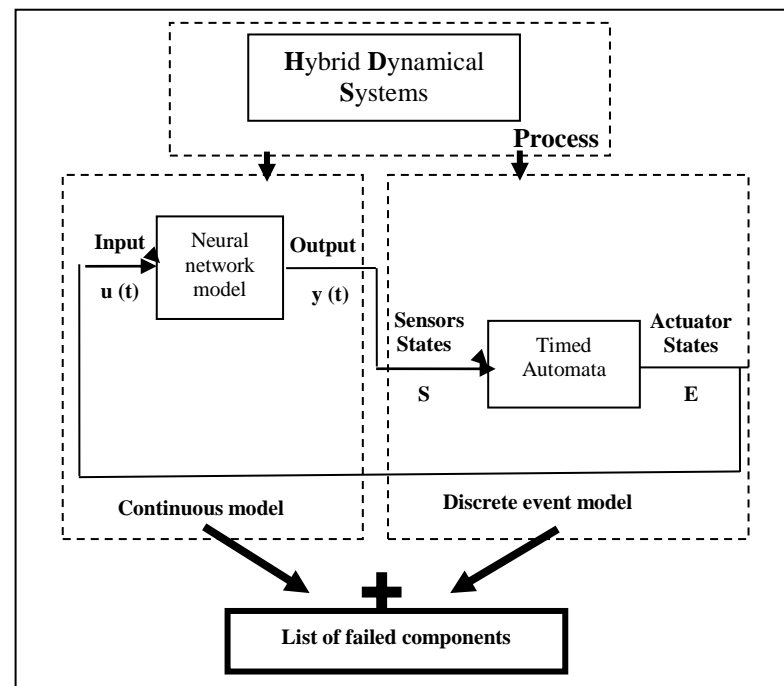 Hybrid Dynamical
Systems
Process
Input
u (t)
Neural
network
model
Output
y (t)
Sensors
States
S
Timed
Automata
Actuator
States
E
Continuous model
Discrete event model
+
List of failed components